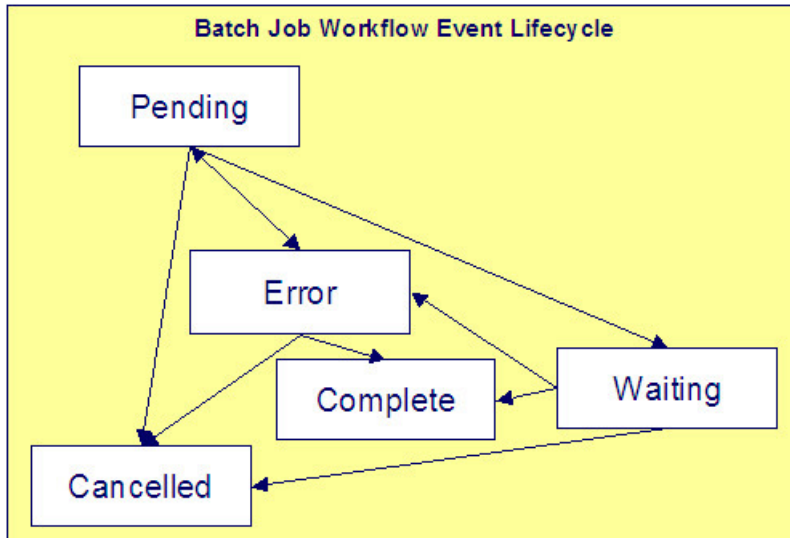 Batch Job Workflow Event Lifecycle
Pending
Error
Complete
Waiting
Cancelled